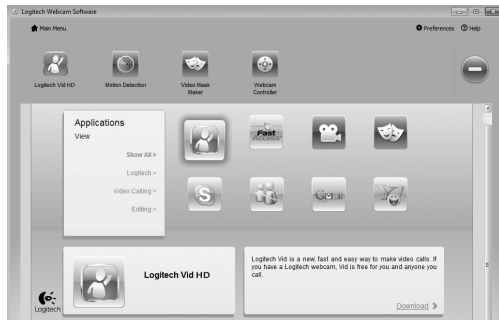 Logitech Webcam Software
Main Menu
Preferences
Help
Logitech Vid HD
Motion Detection
Video Mask
Maker
Webcam
Controller
Applications
View
Show All >
Logitech >
Video Calling >
Editing >
Fast
Access
Logitech Vid HD
Logitech Vid is a new, fast and easy way to make video calls. If
you have a Logitech webcam, Vid is free for you and anyone you
call.
Download
Logitech